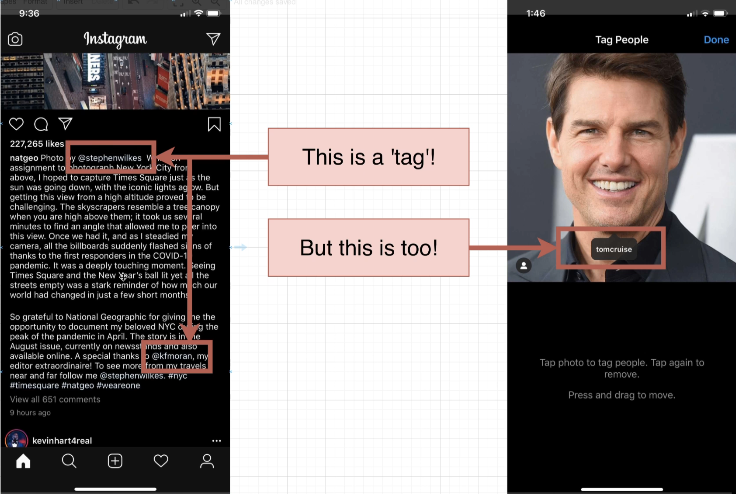 9:36
Instagram
227,265 likes
natgeo Photo by @stephenwilkes
assignment to photograph New York City from
above, I hoped to capture Times Square just as the
sun was going down, with the iconic lights aglow. But
getting this view from a high altitude proved to be
challenging. The skyscrapers resemble a tree canopy
when you are high above them; it took us several
minutes to find an angle that allowed me to peer into
this view. Once we had it, and as I steadied my
camera, all the billboards suddenly flashed signs of
thanks to the first responders in the COVID-19
pandemic. It was a deeply touching moment. Seeing
Times Square and the New Year's ball lit yet all the
streets empty was a stark reminder of how much our
world had changed in just a few short months.
So grateful to National Geographic for giving me the
opportunity to document my beloved NYC during the
peak of the pandemic in April. The story is in the
August issue, currently on newsstands and also
available online. A special thanks to @kfmoran, my
editor extraordinaire! To see more from my travels
near and far follow me @stephenwilkes. #nyc
#timesquare #natgeo #weareone
View all 651 comments
9 hours ago
kevinhart4real
This is a 'tag'!
But this is too!
1:46
Tag People
Done
tomcruise
Tap photo to tag people. Tap again to
remove.
Press and drag to move.